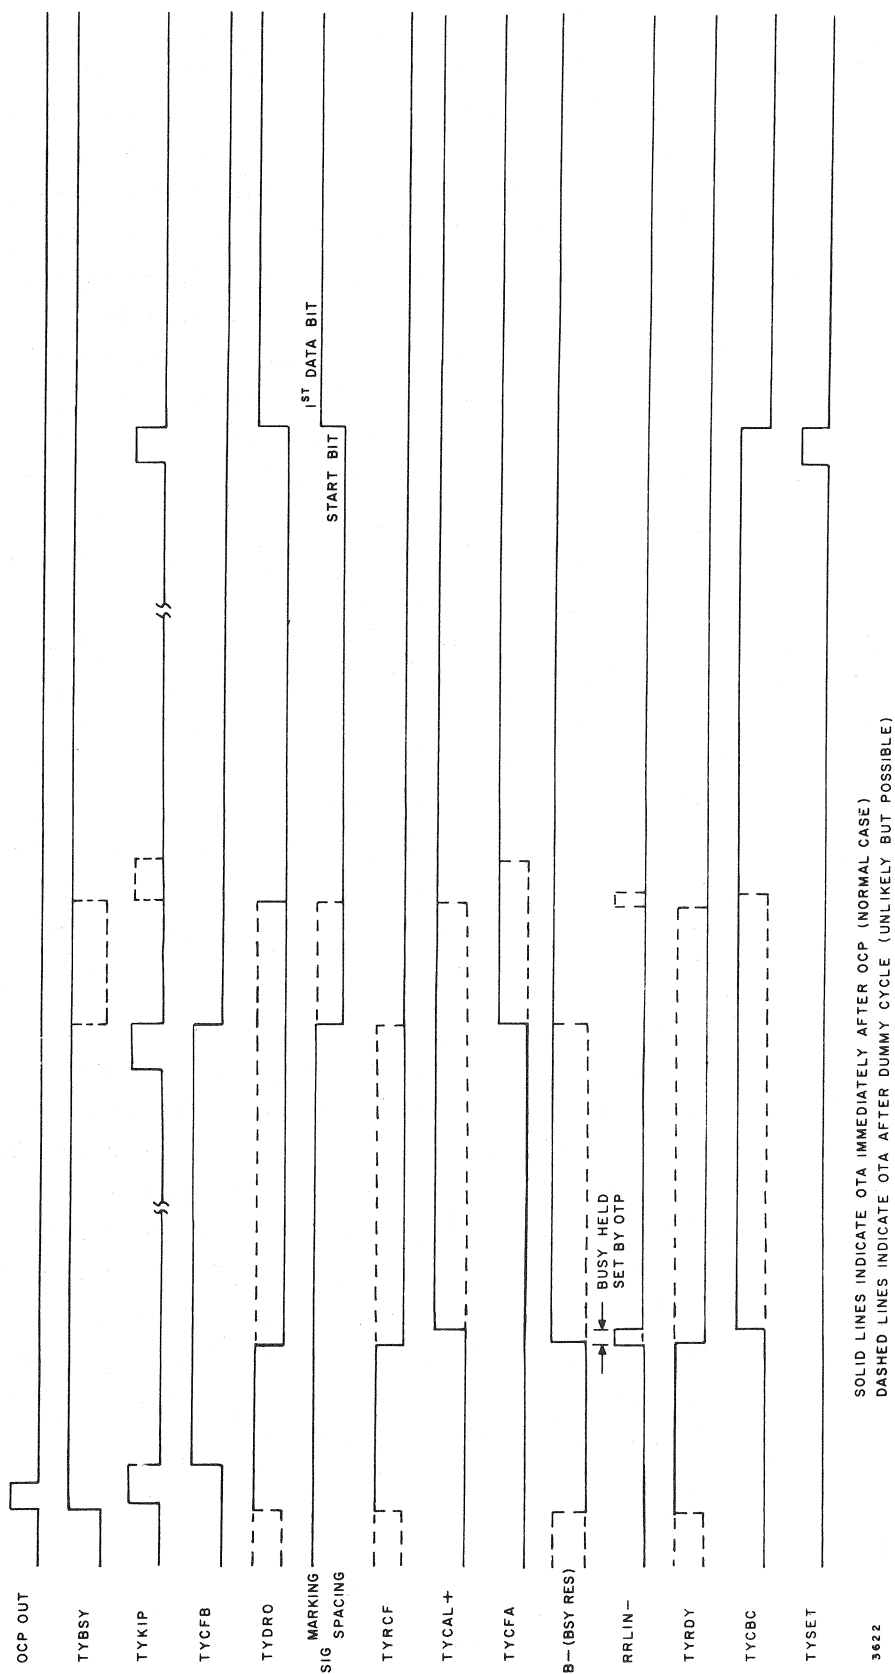 OCP OUT
TYBSY
TYKIP
TYCFB
TYDRO
SIG MARKING
SPACING
START BIT
1ST DATA BIT
TYRCF
TYCAL+
TYCFA
B-(BSY RES)
BUSY HELD
SET BY OTP
RRLIN-
TYRDY
TYCBC
TYSET
SOLID LINES INDICATE OTA IMMEDIATELY AFTER OCP (NORMAL CASE)
DASHED LINES INDICATE OTA AFTER DUMMY CYCLE (UNLIKELY BUT POSSIBLE)
3622